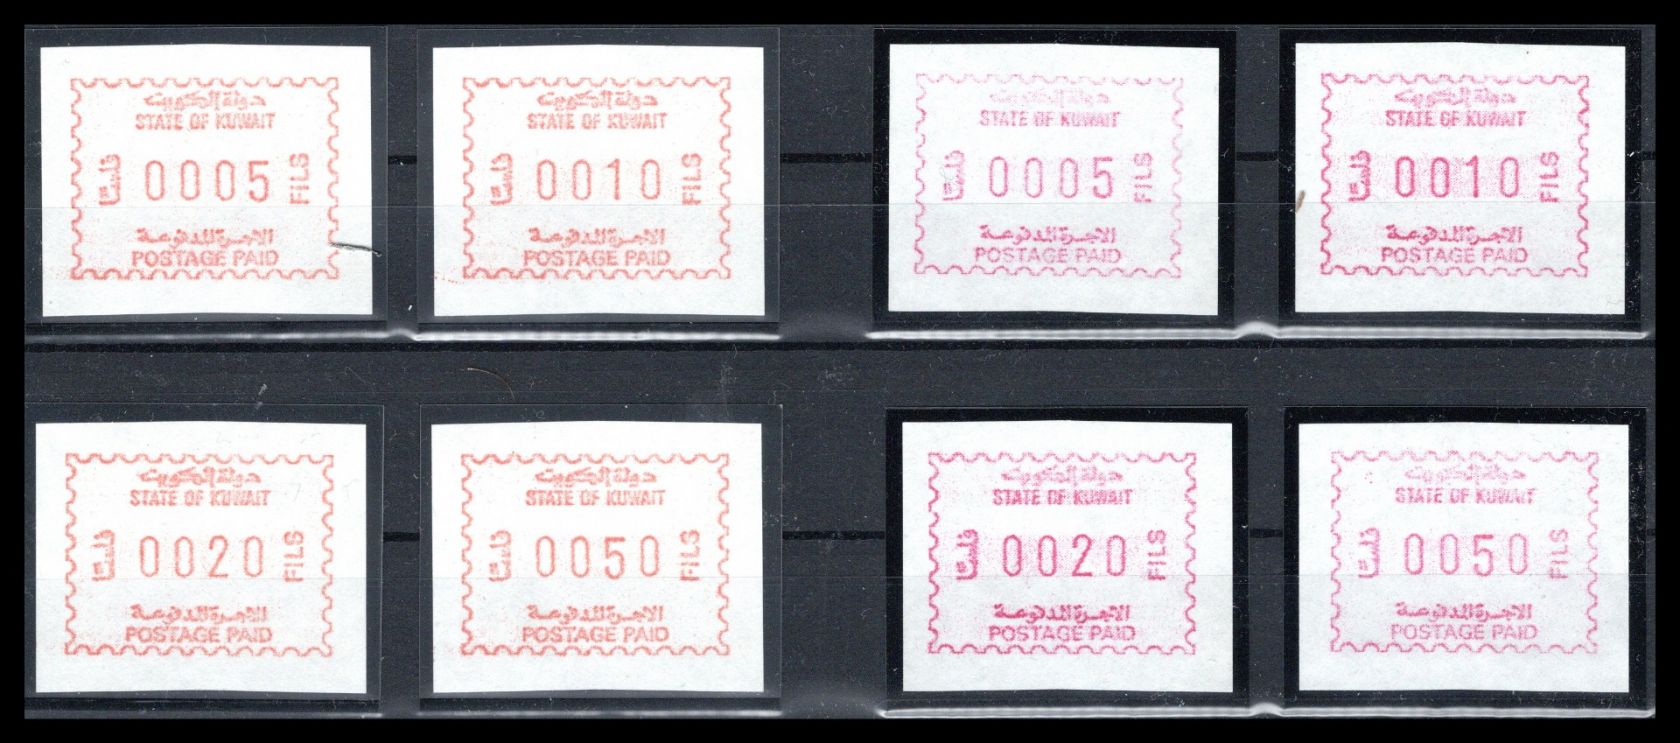 دولة الكويت
STATE OF KUWAIT
فلس 0005 FILS
الاجرة المدفوعة
POSTAGE PAID
دولة الكويت
STATE OF KUWAIT
فلس 0010 FILS
الاجرة المدفوعة
POSTAGE PAID
دولة الكويت
STATE OF KUWAIT
فلس 0005 FILS
الاجرة المدفوعة
POSTAGE PAID
دولة الكويت
STATE OF KUWAIT
فلس 0010 FILS
الاجرة المدفوعة
POSTAGE PAID
دولة الكويت
STATE OF KUWAIT
فلس 0020 FILS
الاجرة المدفوعة
POSTAGE PAID
دولة الكويت
STATE OF KUWAIT
فلس 0050 FILS
الاجرة المدفوعة
POSTAGE PAID
دولة الكويت
STATE OF KUWAIT
فلس 0020 FILS
الاجرة المدفوعة
POSTAGE PAID
دولة الكويت
STATE OF KUWAIT
فلس 0050 FILS
الاجرة المدفوعة
POSTAGE PAID